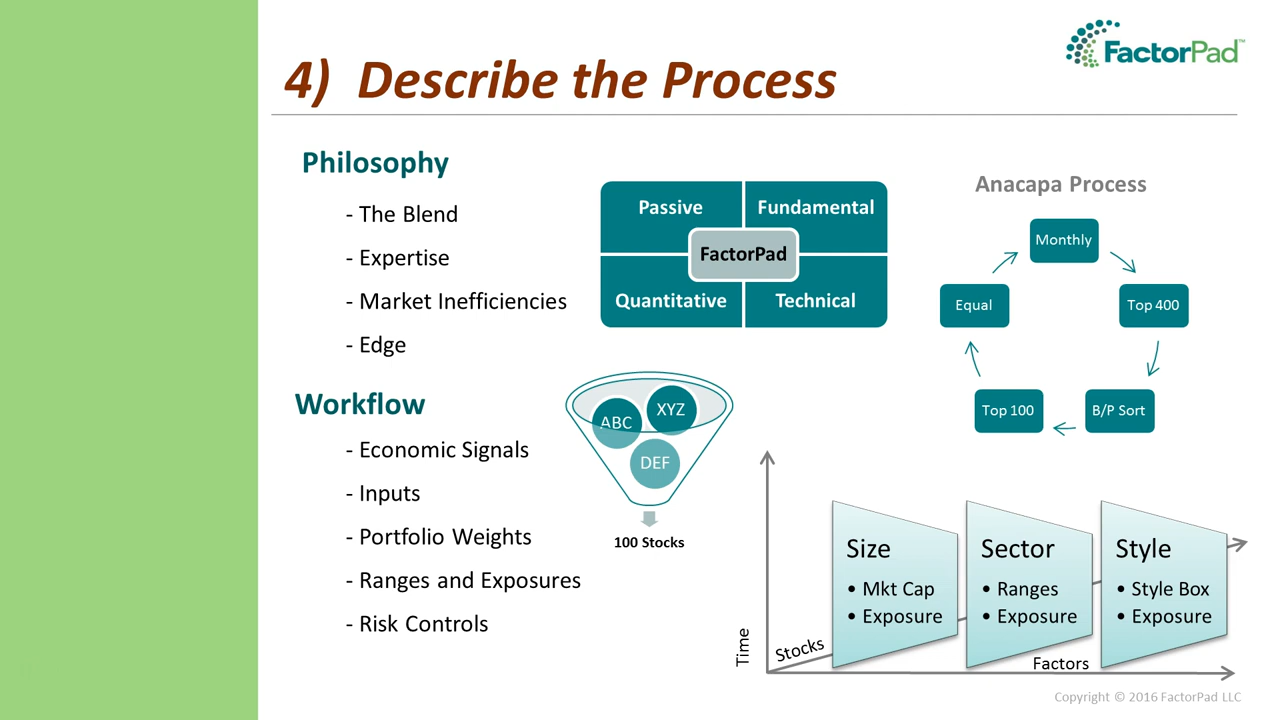 FactorPad™
4) Describe the Process
Philosophy
- The Blend
- Expertise
- Market Inefficiencies
- Edge
Workflow
- Economic Signals
- Inputs
- Portfolio Weights
- Ranges and Exposures
- Risk Controls
Passive
Fundamental
FactorPad
Quantitative
Technical
ABC
XYZ
DEF
100 Stocks
Anacapa Process
Monthly
Top 400
B/P Sort
Top 100
Equal
Time
Stocks
Factors
Size
• Mkt Cap
• Exposure
Sector
• Ranges
• Exposure
Style
• Style Box
• Exposure
Copyright © 2016 FactorPad LLC